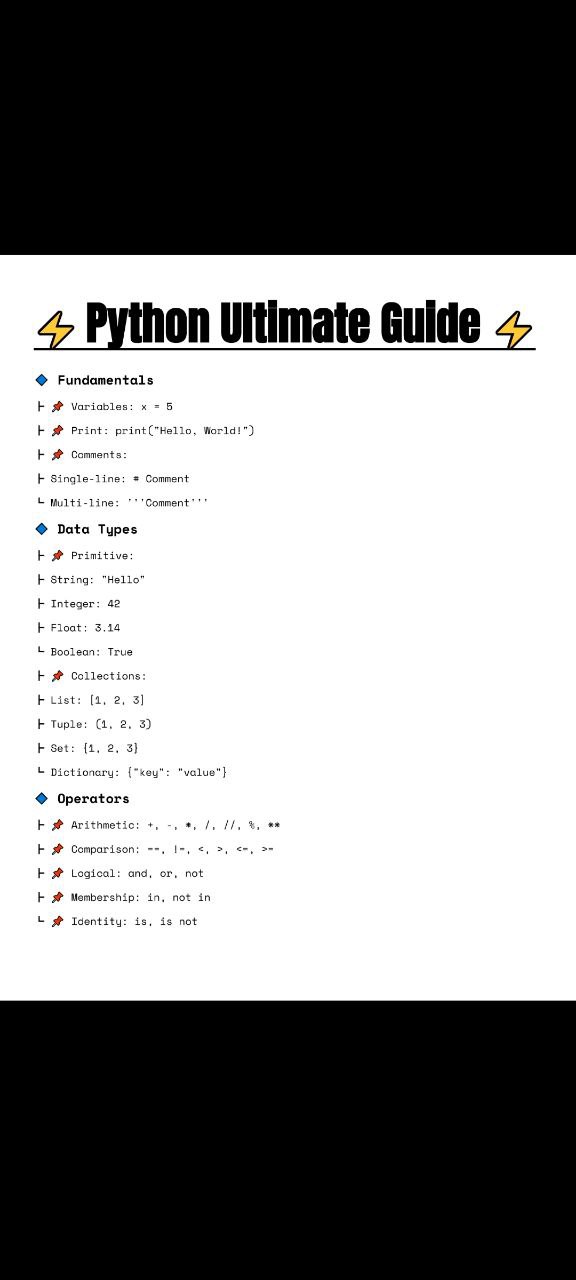 ⚡ Python Ultimate Guide ⚡
🔷 Fundamentals
┣ 📌 Variables: x = 5
┣ 📌 Print: print("Hello, World!")
┣ 📌 Comments:
┣ Single-line: # Comment
┗ Multi-line: '''Comment'''
🔷 Data Types
┣ 📌 Primitive:
┣ String: "Hello"
┣ Integer: 42
┣ Float: 3.14
┗ Boolean: True
┣ 📌 Collections:
┣ List: [1, 2, 3]
┣ Tuple: (1, 2, 3)
┣ Set: {1, 2, 3}
┗ Dictionary: {"key": "value"}
🔷 Operators
┣ 📌 Arithmetic: +, -, *, /, //, %, **
┣ 📌 Comparison: ==, !=, <, >, <=, >=
┣ 📌 Logical: and, or, not
┣ 📌 Membership: in, not in
┗ 📌 Identity: is, is not